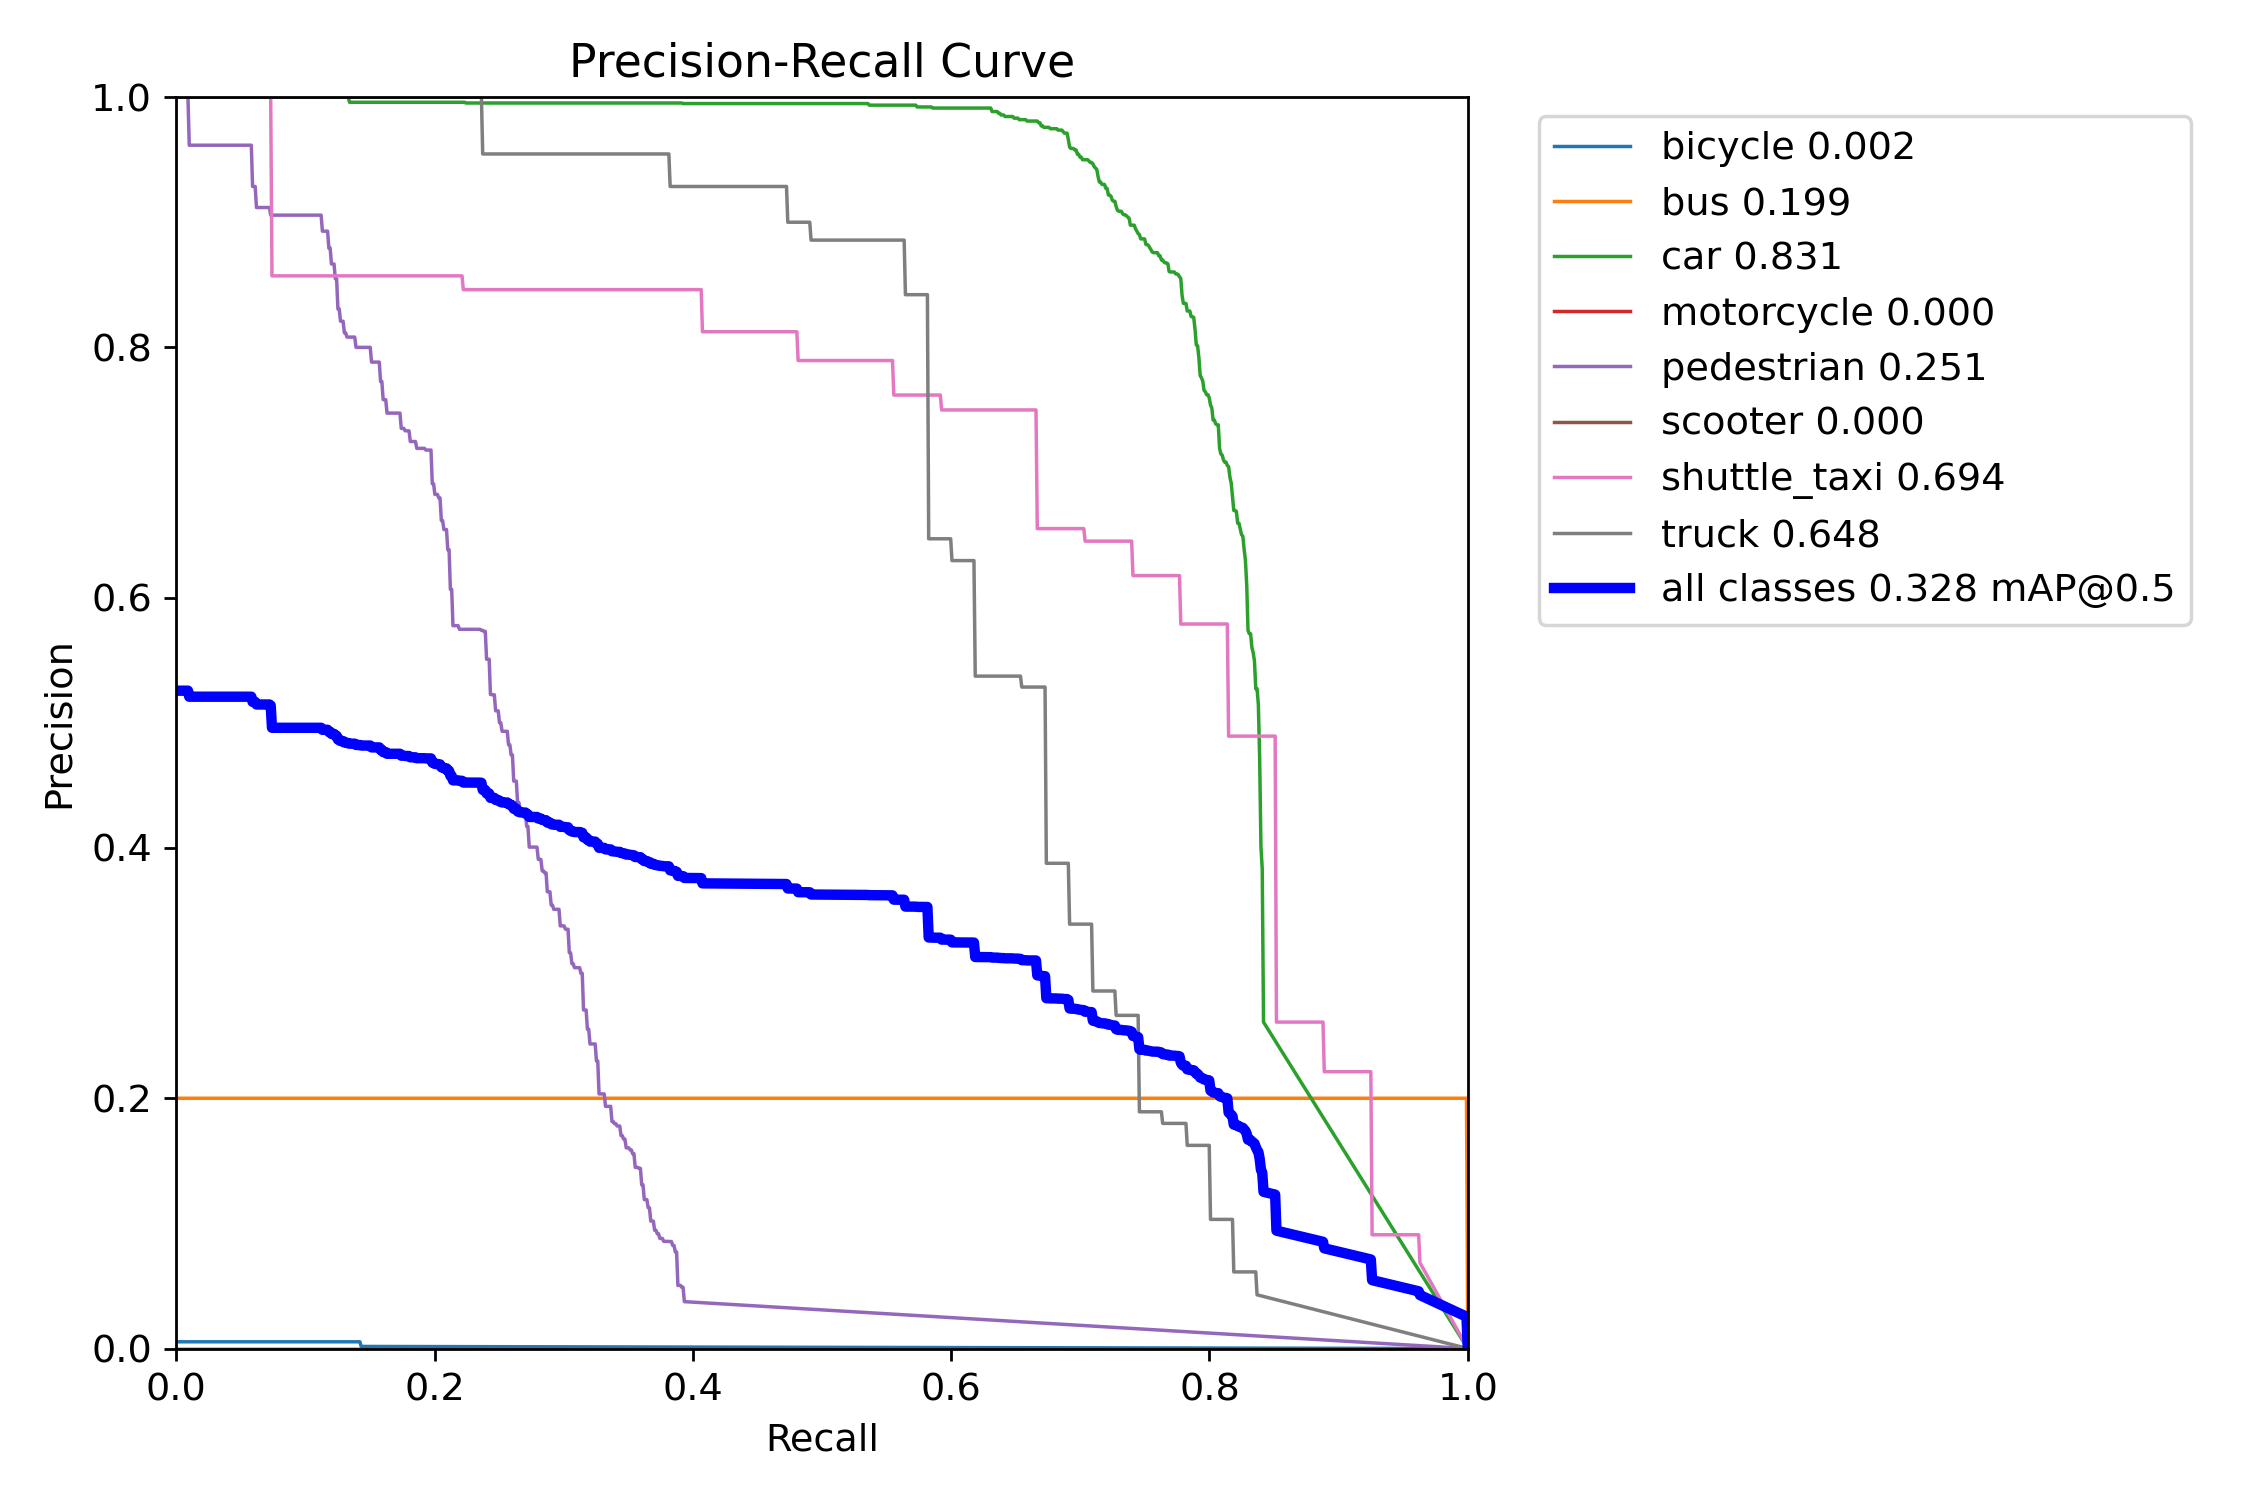 Precision-Recall Curve
1.0
0.8
0.6
0.4
0.2
0.0
Precision
0.0 0.2 0.4 0.6 0.8 1.0
Recall
bicycle 0.002
bus 0.199
car 0.831
motorcycle 0.000
pedestrian 0.251
scooter 0.000
shuttle_taxi 0.694
truck 0.648
all classes 0.328 mAP@0.5